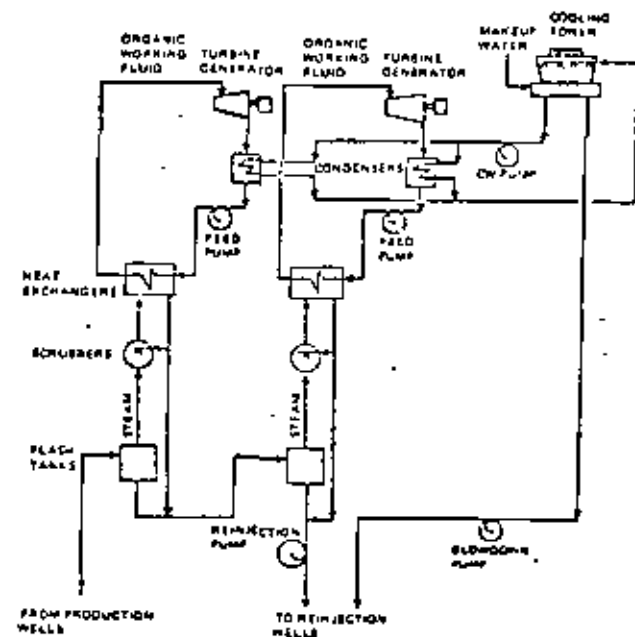 ORGANIC
WORKING
FLUID
TURBINE
GENERATOR
ORGANIC
WORKING
FLUID
TURBINE
GENERATOR
MAKEUP
WATER
COOLING
TOWER
CONDENSERS
CW PUMP
FEED
PUMP
FEED
PUMP
HEAT
EXCHANGERS
SCRUBBERS
STEAM
STEAM
FLASH
TANKS
REINJECTION
PUMP
BLOWDOWN
PUMP
FROM PRODUCTION
WELLS
TO REINJECTION
WELLS